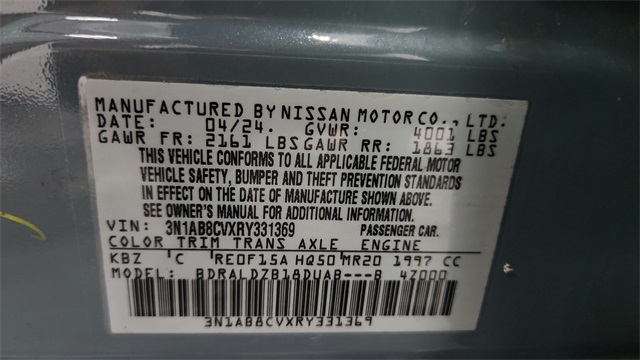 MANUFACTURED BY NISSAN MOTOR CO., LTD.
DATE: 04/24. GVWR: 4001 LBS
GAWR FR: 2161 LBS GAWR RR: 1863 LBS
THIS VEHICLE CONFORMS TO ALL APPLICABLE FEDERAL MOTOR
VEHICLE SAFETY, BUMPER AND THEFT PREVENTION STANDARDS
IN EFFECT ON THE DATE OF MANUFACTURE SHOWN ABOVE.
SEE OWNER'S MANUAL FOR ADDITIONAL INFORMATION.
VIN: 3N1AB8CVXRY331369 PASSENGER CAR.
COLOR TRIM TRANS AXLE ENGINE
KBZ 'C 'RE0F15A HQ50 MR20 1997 CC
MODEL: BDRALDZB18DUAB---B 4Z000
3N1AB8CVXRY331369